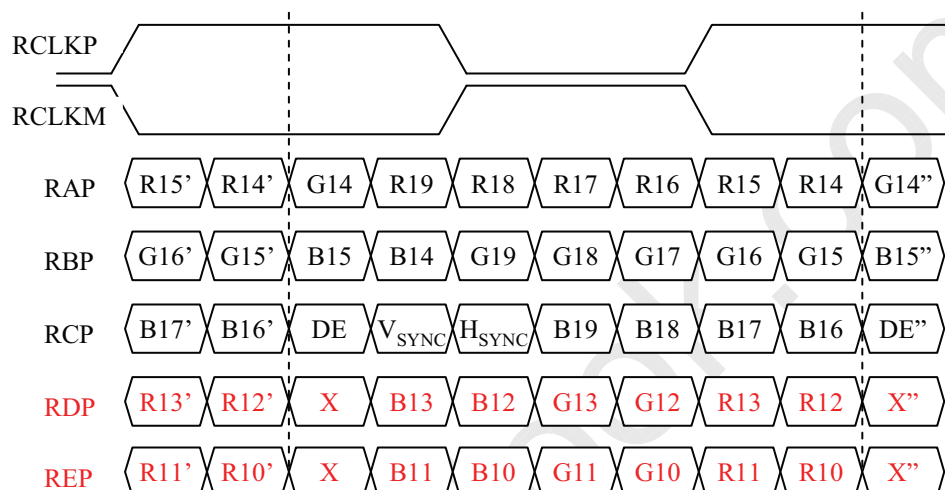 RCLKP
RCLKM
RAP R15’ R14’ G14 R19 R18 R17 R16 R15 R14 G14”
RBP G16’ G15’ B15 B14 G19 G18 G17 G16 G15 B15”
RCP B17’ B16’ DE VSYNC HSYNC B19 B18 B17 B16 DE”
RDP R13’ R12’ X B13 B12 G13 G12 R13 R12 X”
REP R11’ R10’ X B11 B10 G11 G10 R11 R10 X”